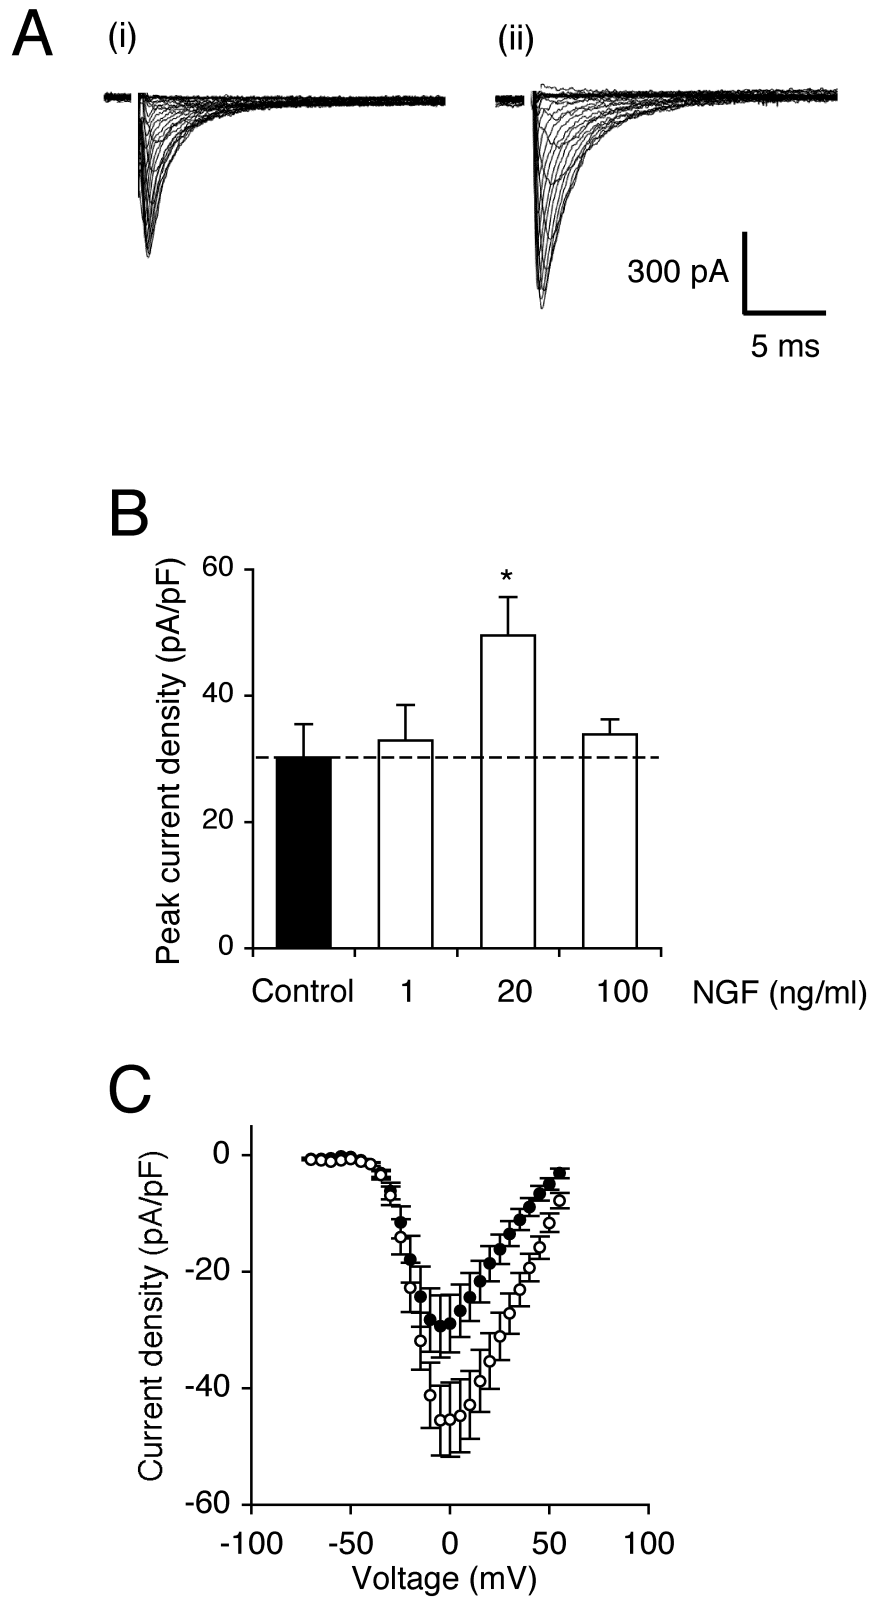 A
(i) (ii)
300 pA
5 ms
B
Peak current density (pA/pF)
60
*
40
20
0
Control 1 20 100 NGF (ng/ml)
C
Current density (pA/pF)
0
-20
-40
-60
-100 -50 0 50 100
Voltage (mV)